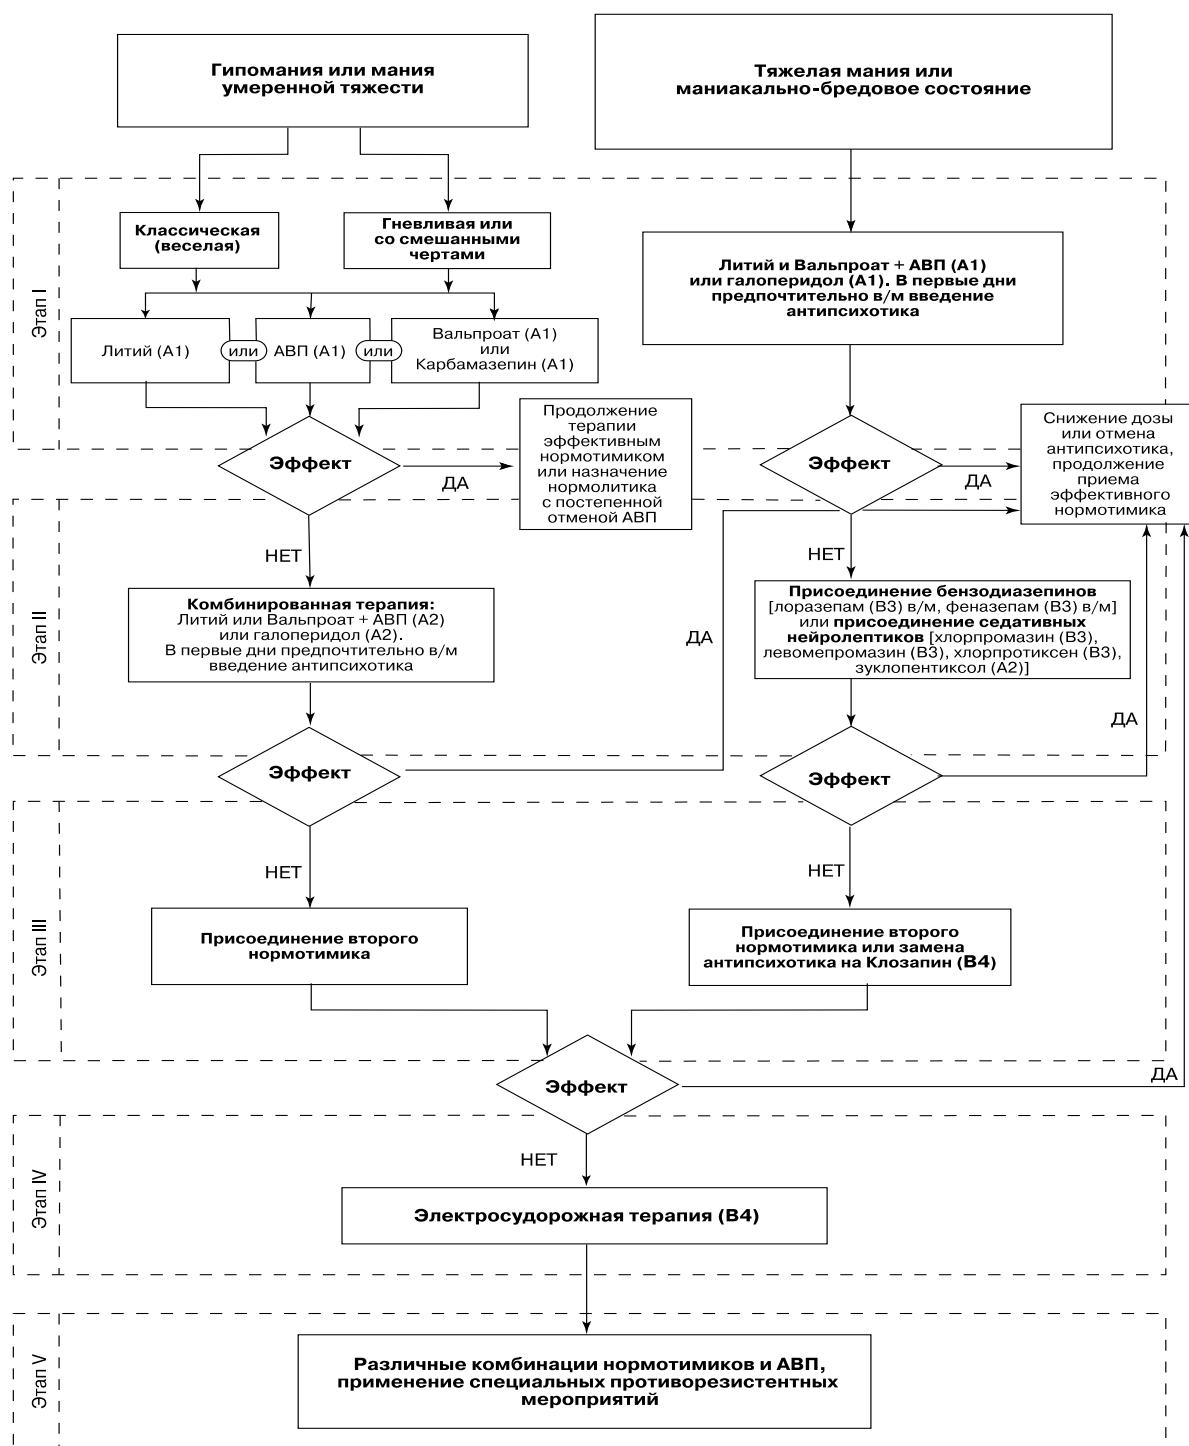 Гипомания или мания
умеренной тяжести
Тяжелая мания или
маниакально-бредовое состояние
Этап I
Классическая
(веселая)
Гневливая или
со смешанными
чертами
Литий (А1)
или
АВП (А1)
или
Вальпроат (А1)
или
Карбамазепин (А1)
Литий и Вальпроат + АВП (А1)
или галоперидол (А1). В первые дни
предпочтительно в/м введение
антипсихотика
Эффект
ДА
Продолжение
терапии
эффективным
нормотимиком
или назначение
нормолитика
с постепенной
отменой АВП
Эффект
ДА
Снижение дозы
или отмена
антипсихотика,
продолжение
приема
эффективного
нормотимика
Этап II
НЕТ
Комбинированная терапия:
Литий или Вальпроат + АВП (А2)
или галоперидол (А2).
В первые дни предпочтительно в/м
введение антипсихотика
ДА
НЕТ
Присоединение бензодиазепинов
[лоразепам (В3) в/м, феназепам (В3) в/м]
или присоединение седативных
нейролептиков [хлорпромазин (В3),
левомепромазин (В3), хлорпротиксен (В3),
зуклопентиксол (А2)]
ДА
Эффект
Эффект
Этап III
НЕТ
Присоединение второго
нормотимика
НЕТ
Присоединение второго
нормотимика или замена
антипсихотика на Клозапин (В4)
Эффект
ДА
Этап IV
НЕТ
Электросудорожная терапия (В4)
Этап V
Различные комбинации нормотимиков и АВП,
применение специальных противорезистентных
мероприятий